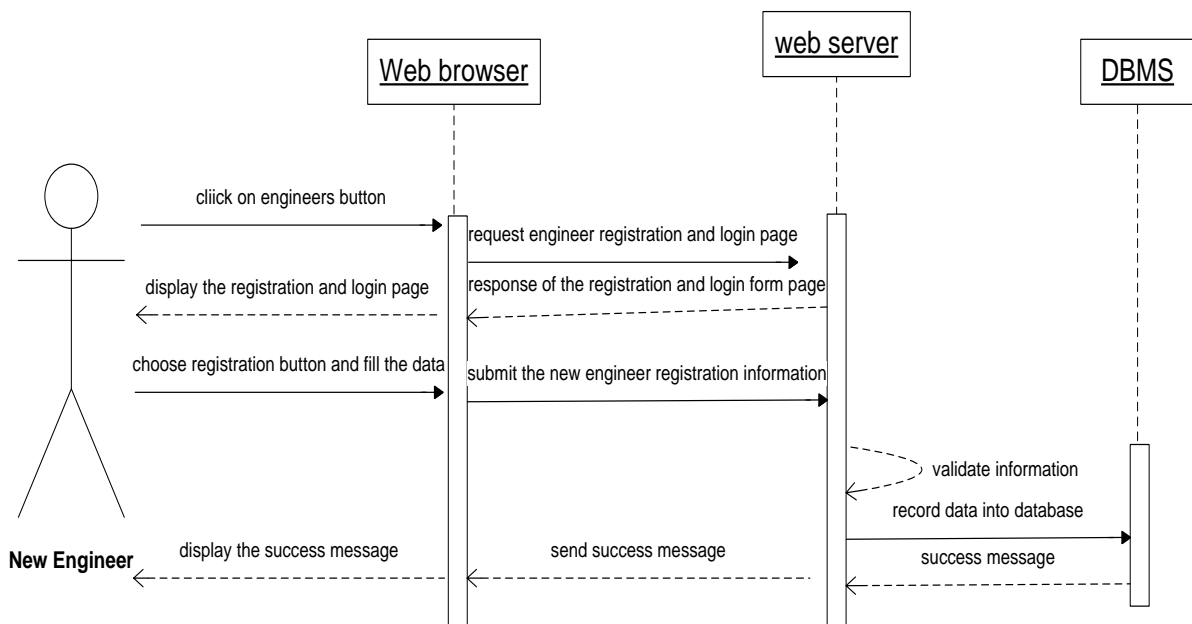 web server
Web browser
DBMS
cliick on engineers button
request engineer registration and login page
display the registration and login page
response of the registration and login form page
choose registration button and fill the data
submit the new engineer registration information
validate information
record data into database
New Engineer
display the success message
send success message
success message